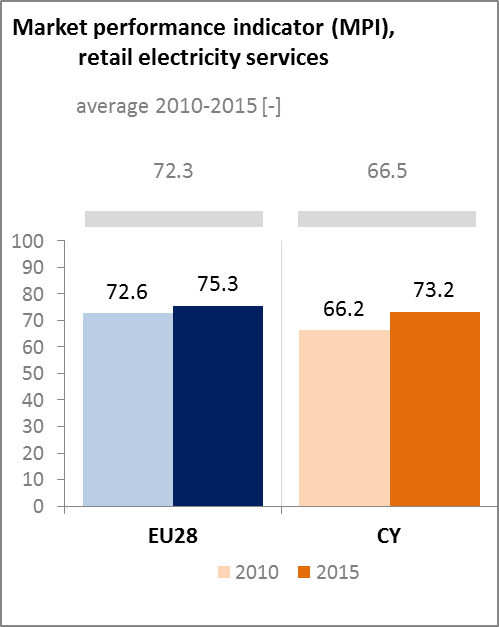 Market performance indicator (MPI),
retail electricity services
average 2010-2015 [-]
72.3 66.5
100
90
80
70
60
50
40
30
20
10
0
72.6 75.3 66.2 73.2
EU28 CY
2010 2015